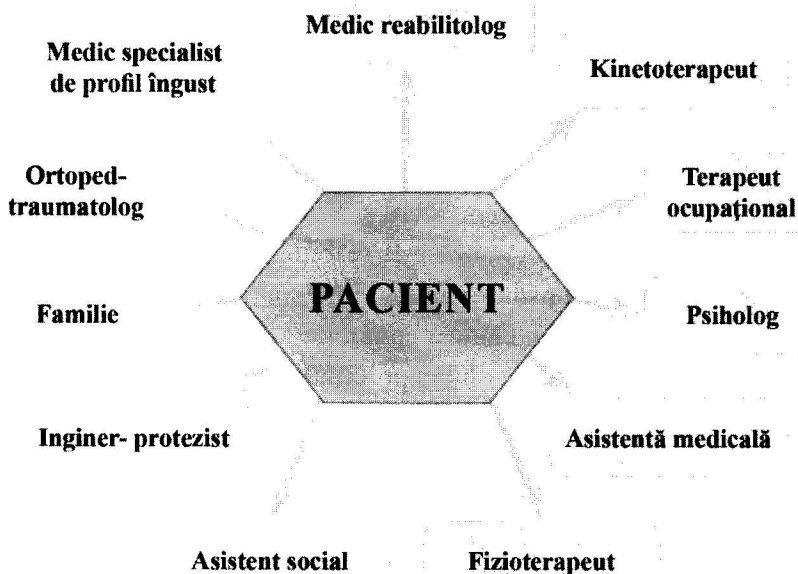 Medic reabilitolog
Medic specialist
de profil îngust
Kinetoterapeut
Ortoped-
traumatolog
Terapeut
ocupațional
PACIENT
Familie
Psiholog
Inginer- protezist
Asistentă medicală
Asistent social
Fizioterapeut